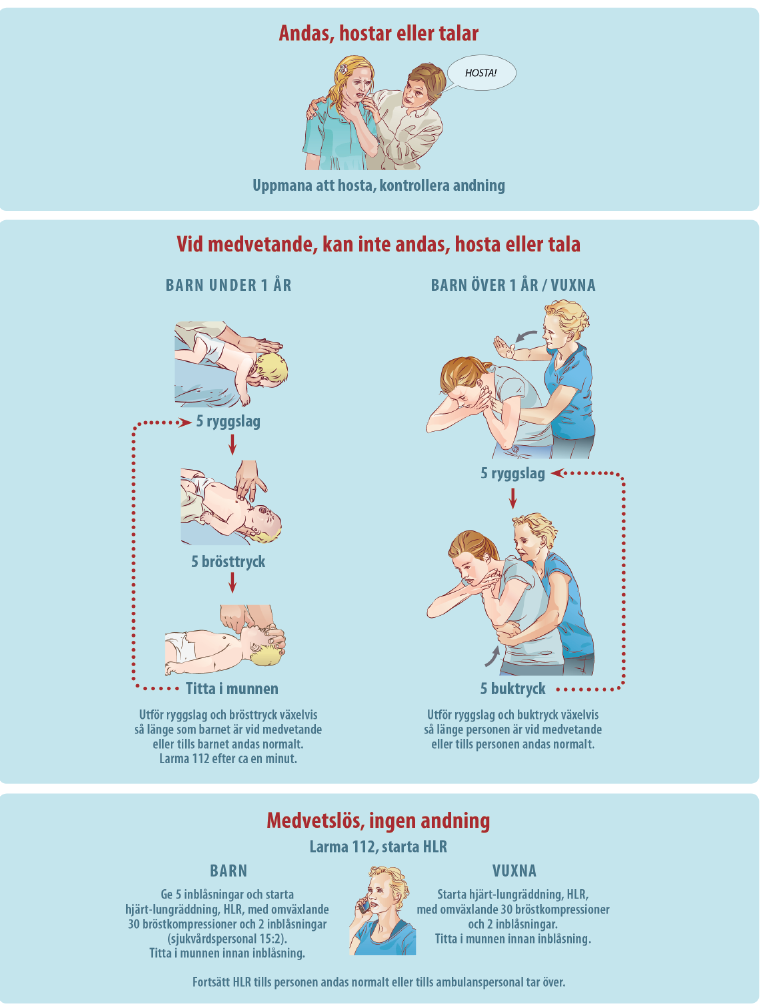 Andas, hostar eller talar
HOSTA!
Uppmana att hosta, kontrollera andning
Vid medvetande, kan inte andas, hosta eller tala
BARN UNDER 1 ÅR
5 ryggslag
5 brösttryck
Titta i munnen
Utför ryggslag och brösttryck växelvis
så länge som barnet är vid medvetande
eller tills barnet andas normalt.
Larma 112 efter ca en minut.
BARN ÖVER 1 ÅR / VUXNA
5 ryggslag
5 buktryck
Utför ryggslag och buktryck växelvis
så länge personen är vid medvetande
eller tills personen andas normalt.
Medvetslös, ingen andning
Larma 112, starta HLR
BARN
Ge 5 inblåsningar och starta
hjärt-lungräddning, HLR, med omväxlande
30 bröstkompressioner och 2 inblåsningar
(sjukvårdspersonal 15:2).
Titta i munnen innan inblåsning.
VUXNA
Starta hjärt-lungräddning, HLR,
med omväxlande 30 bröstkompressioner
och 2 inblåsningar.
Titta i munnen innan inblåsning.
Fortsätt HLR tills personen andas normalt eller tills ambulanspersonal tar över.